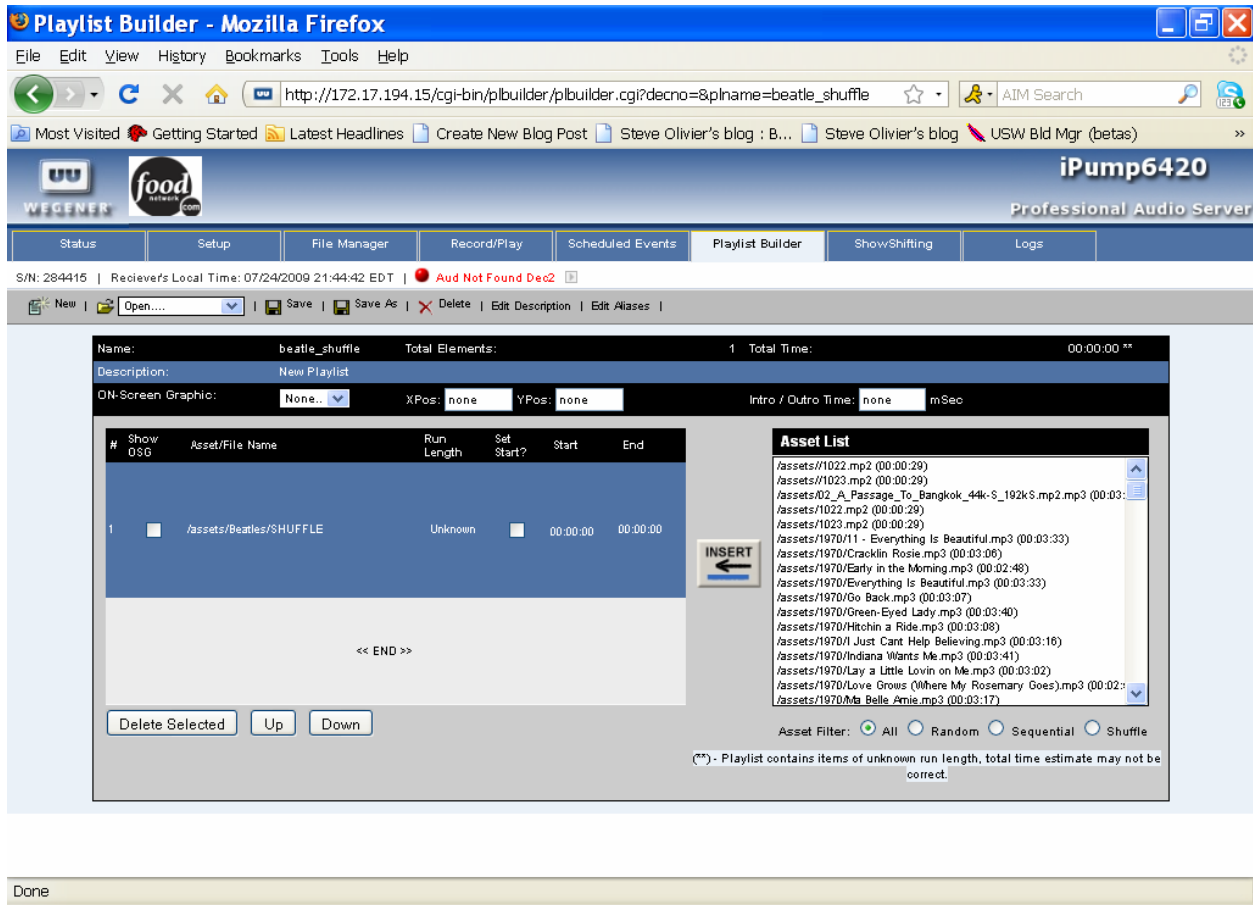 Playlist Builder - Mozilla Firefox
File Edit View History Bookmarks Tools Help
http://172.17.194.15/cgi-bin/plbuilder/plbuilder.cgi?decno=&plname=beatle_shuffle AIM Search
Most Visited Getting Started Latest Headlines Create New Blog Post Steve Olivier's blog : B... Steve Olivier's blog USW Bld Mgr (betas) »
WEGENER food network .com iPump6420
Professional Audio Server
Status Setup File Manager Record/Play Scheduled Events Playlist Builder ShowShifting Logs
S/N: 284415 | Reciever's Local Time: 07/24/2009 21:44:42 EDT | Aud Not Found Dec2
New | Open.... | Save | Save As | Delete | Edit Description | Edit Aliases |
Name: beatle_shuffle Total Elements: 1 Total Time: 00:00:00 **
Description: New Playlist
ON-Screen Graphic: None.. XPos: none YPos: none Intro / Outro Time: none mSec
# Show OSG Asset/File Name Run Length Set Start? Start End
1 /assets/Beatles/SHUFFLE Unknown 00:00:00 00:00:00
<< END >>
Delete Selected Up Down
INSERT
Asset List
/assets//1022.mp2 (00:00:29)
/assets//1023.mp2 (00:00:29)
/assets/02_A_Passage_To_Bangkok_44k-S_192kS.mp2.mp3 (00:03:
/assets/1022.mp2 (00:00:29)
/assets/1023.mp2 (00:00:29)
/assets/1970/11 - Everything Is Beautiful.mp3 (00:03:33)
/assets/1970/Cracklin Rosie.mp3 (00:03:06)
/assets/1970/Early in the Morning.mp3 (00:02:48)
/assets/1970/Everything Is Beautiful.mp3 (00:03:33)
/assets/1970/Go Back.mp3 (00:03:07)
/assets/1970/Green-Eyed Lady.mp3 (00:03:40)
/assets/1970/Hitchin a Ride.mp3 (00:03:08)
/assets/1970/I Just Cant Help Believing.mp3 (00:03:16)
/assets/1970/Indiana Wants Me.mp3 (00:03:41)
/assets/1970/Lay a Little Lovin on Me.mp3 (00:03:02)
/assets/1970/Love Grows (Where My Rosemary Goes).mp3 (00:02:
/assets/1970/Ma Belle Amie.mp3 (00:03:17)
Asset Filter: All Random Sequential Shuffle
(**) - Playlist contains items of unknown run length, total time estimate may not be
correct.
Done